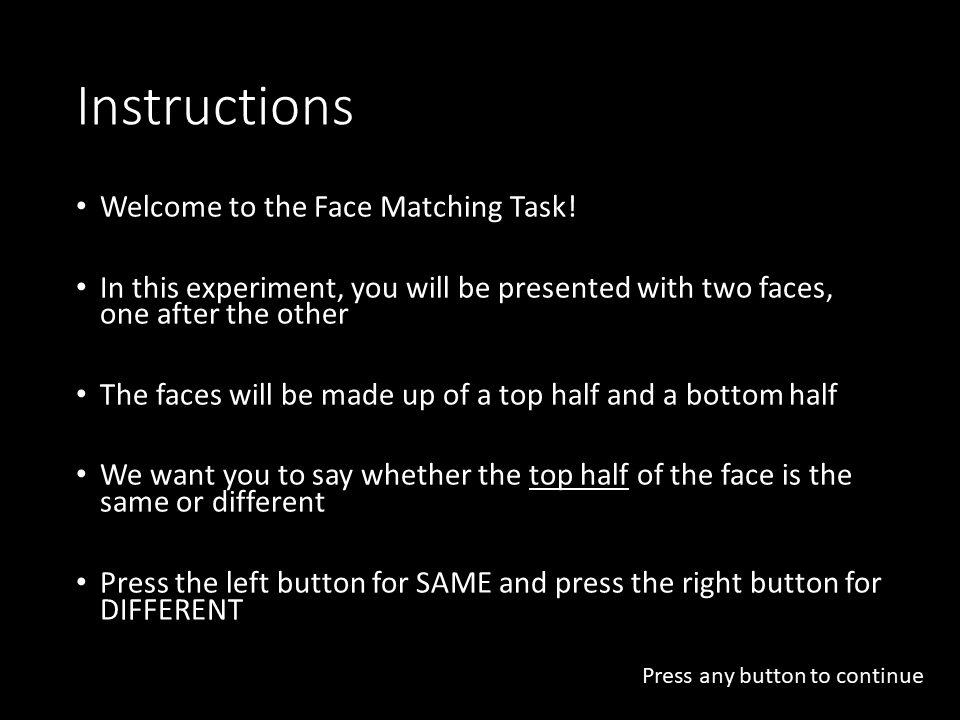 Instructions
• Welcome to the Face Matching Task!
• In this experiment, you will be presented with two faces,
one after the other
• The faces will be made up of a top half and a bottom half
• We want you to say whether the top half of the face is the
same or different
• Press the left button for SAME and press the right button for
DIFFERENT
Press any button to continue